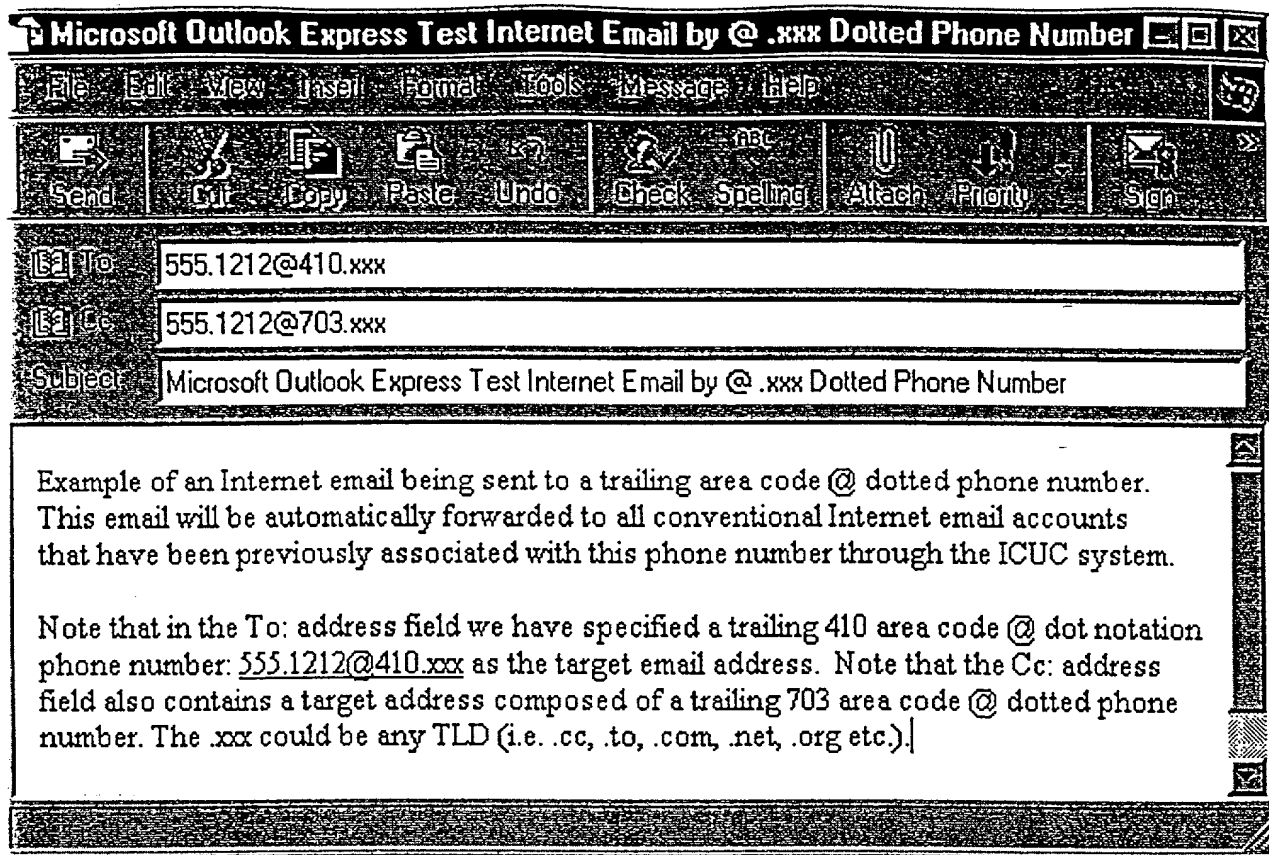 Microsoft Outlook Express Test Internet Email by @ .xxx Dotted Phone Number
File Edit View Insert Format Tools Message Help
ABC
Send Cut Copy Paste Undo Check Spelling Attach Priority Sign
To 555.1212@410.xxx
Cc 555.1212@703.xxx
Subject Microsoft Outlook Express Test Internet Email by @ .xxx Dotted Phone Number
Example of an Internet email being sent to a trailing area code @ dotted phone number.
This email will be automatically forwarded to all conventional Internet email accounts
that have been previously associated with this phone number through the ICUC system.
Note that in the To: address field we have specified a trailing 410 area code @ dot notation
phone number: 555.1212@410.xxx as the target email address. Note that the Cc: address
field also contains a target address composed of a trailing 703 area code @ dotted phone
number. The .xxx could be any TLD (i.e. .cc, .to, .com, .net, .org etc.).